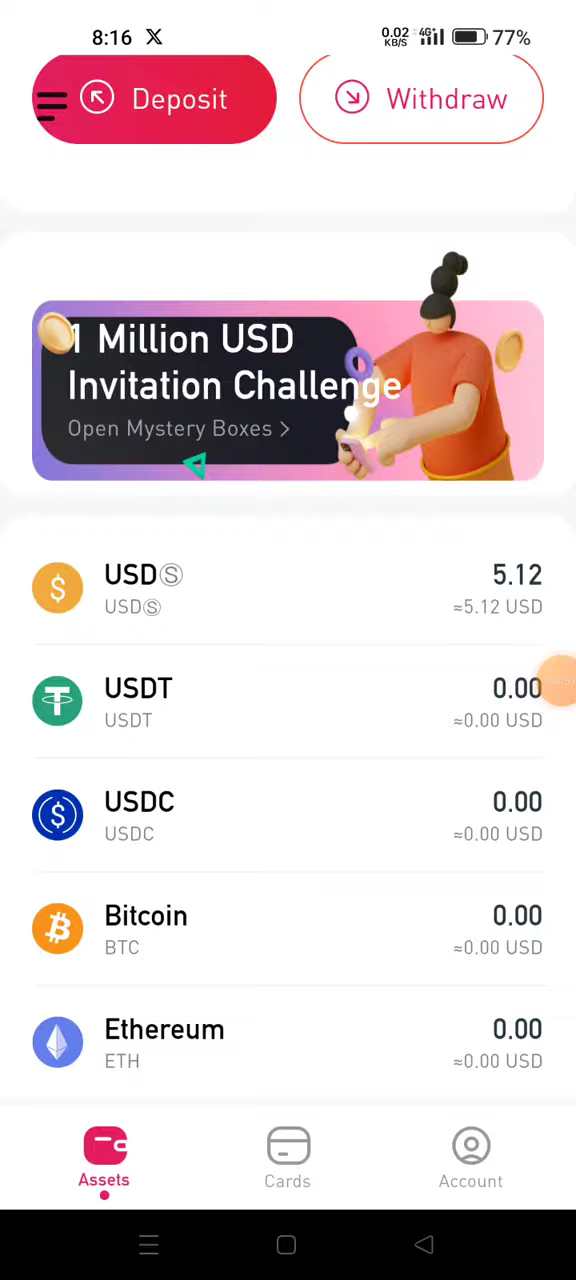 8:16 X 0.02 KB/S 4G 77%
Deposit Withdraw
1 Million USD
Invitation Challenge
Open Mystery Boxes >
USDⓈ 5.12
USDⓈ ≈5.12 USD
USDT 0.00
USDT ≈0.00 USD
USDC 0.00
USDC ≈0.00 USD
Bitcoin 0.00
BTC ≈0.00 USD
Ethereum 0.00
ETH ≈0.00 USD
Assets Cards Account